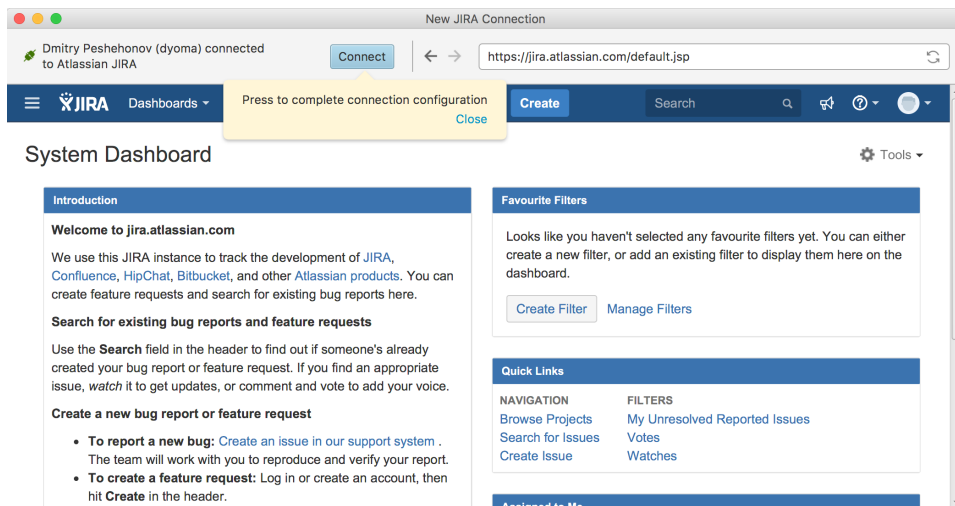 New JIRA Connection
Dmitry Peshehonov (dyoma) connected
to Atlassian JIRA
Connect
https://jira.atlassian.com/default.jsp
JIRA
Dashboards
Press to complete connection configuration
Close
Create
Search
System Dashboard
Tools
Introduction
Welcome to jira.atlassian.com
We use this JIRA instance to track the development of JIRA,
Confluence, HipChat, Bitbucket, and other Atlassian products. You can
create feature requests and search for existing bug reports here.
Search for existing bug reports and feature requests
Use the Search field in the header to find out if someone's already
created your bug report or feature request. If you find an appropriate
issue, watch it to get updates, or comment and vote to add your voice.
Create a new bug report or feature request
• To report a new bug: Create an issue in our support system .
The team will work with you to reproduce and verify your report.
• To create a feature request: Log in or create an account, then
hit Create in the header.
Favourite Filters
Looks like you haven't selected any favourite filters yet. You can either
create a new filter, or add an existing filter to display them here on the
dashboard.
Create Filter Manage Filters
Quick Links
NAVIGATION FILTERS
Browse Projects My Unresolved Reported Issues
Search for Issues Votes
Create Issue Watches
Assigned to Me